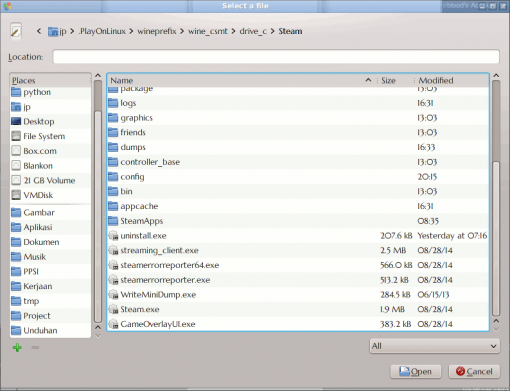 Select a file
jp .PlayOnLinux wineprefix wine_csmt drive_c Steam
Location:
Places
python
jp
Desktop
File System
Box.com
Blankon
21 GB Volume
VMDisk
Gambar
Aplikasi
Dokumen
Musik
PPSI
Kerjaan
tmp
Project
Unduhan
Name Size Modified
package 13:03
logs 16:31
graphics 13:03
friends 13:03
dumps 16:33
controller_base 13:03
config 20:15
bin 13:03
appcache 16:31
SteamApps 08:35
uninstall.exe 207.6 kB Yesterday at 07:16
streaming_client.exe 2.5 MB 08/28/14
steamerrorreporter64.exe 566.0 kB 08/28/14
steamerrorreporter.exe 513.2 kB 08/28/14
WriteMiniDump.exe 284.5 kB 06/15/13
Steam.exe 1.9 MB 08/28/14
GameOverlayUI.exe 383.2 kB 08/28/14
All
Open Cancel